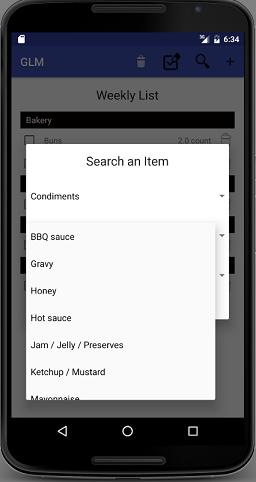 3G 6:34
GLM
Weekly List
Bakery
Buns 2.0 count
Search an Item
Condiments
BBQ sauce
Gravy
Honey
Hot sauce
Jam / Jelly / Preserves
Ketchup / Mustard
Mayonnaise